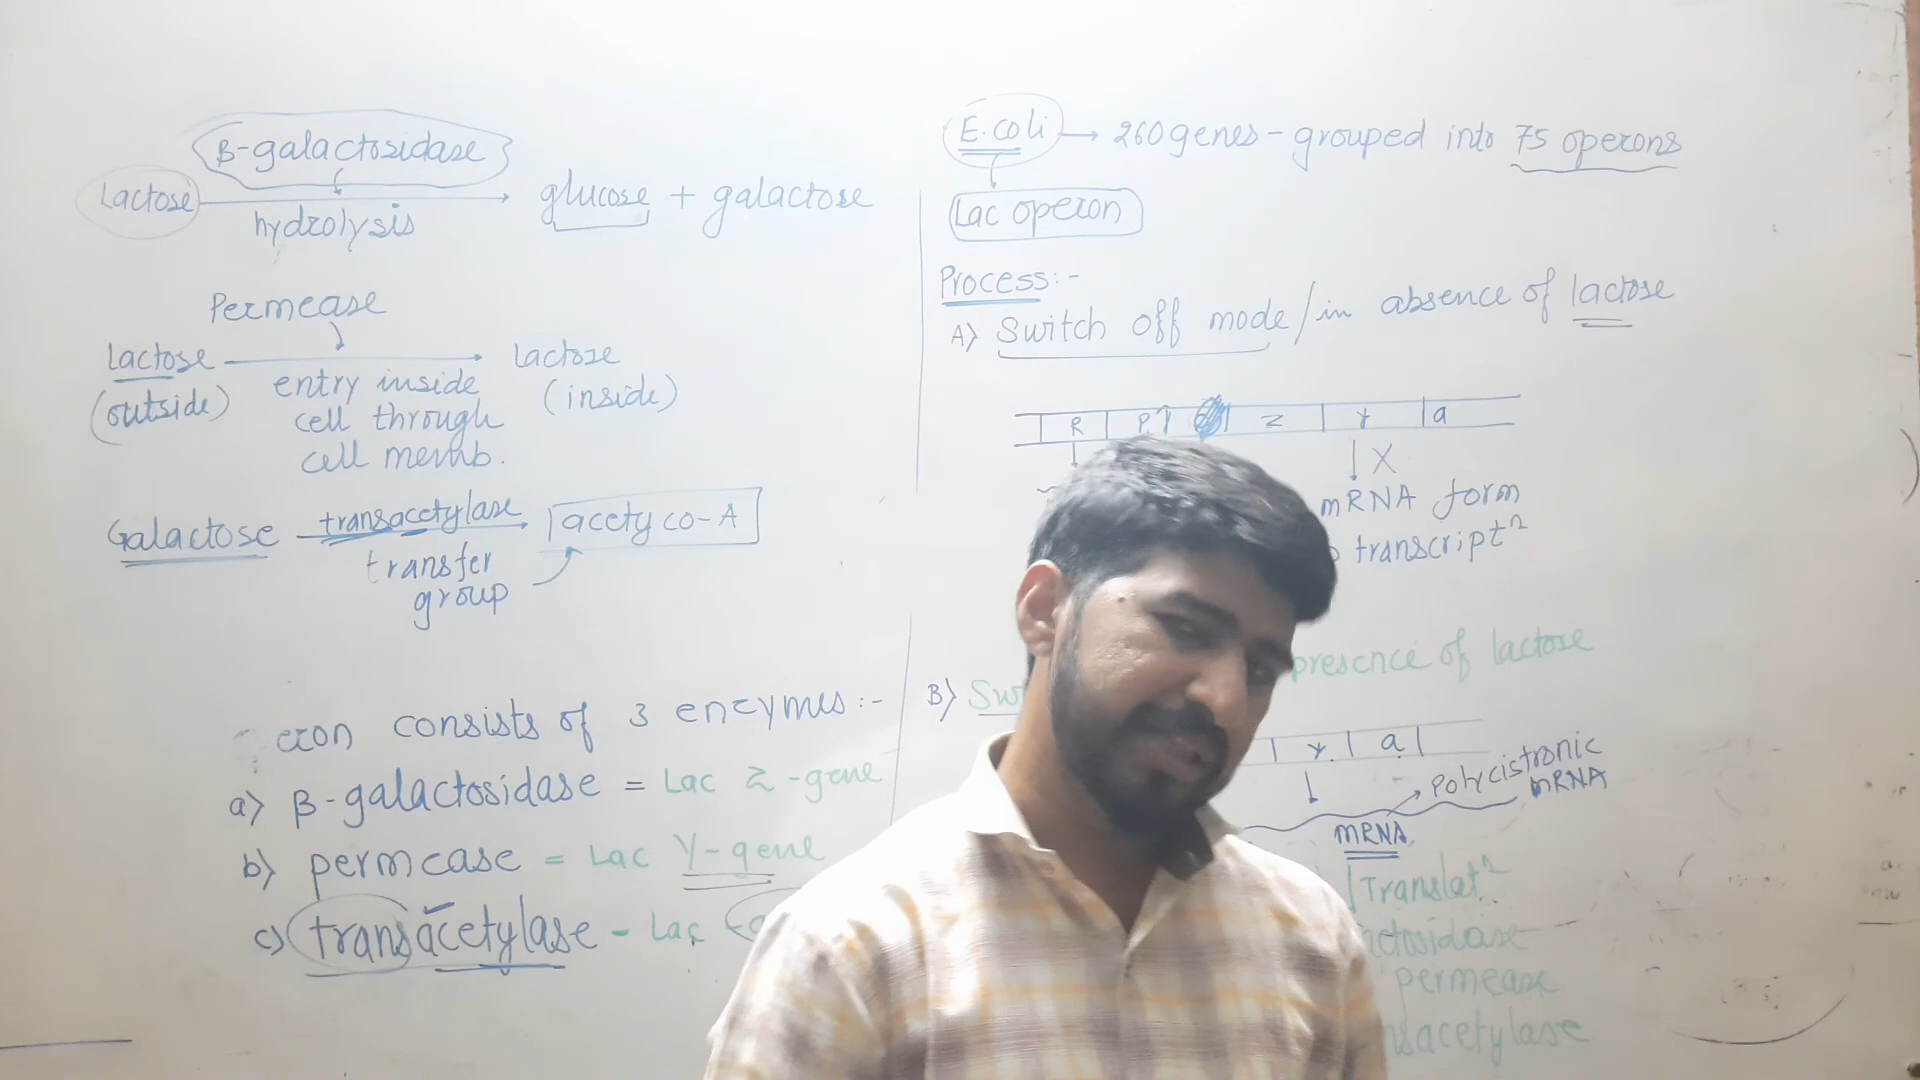 β-galactosidase
Lactose → glucose + galactose
hydrolysis
Permease
Lactose → Lactose
(outside) (inside)
entry inside
cell through
cell memb.
Galactose transacetylase → acety co-A
transfer
group
eron consists of 3 enzymes:-
a) β-galactosidase = Lac z-gene
b) permease = Lac Y-gene
c) transacetylase - Lac
E.coli → 260 genes - grouped into 75 operons
Lac operon
Process:-
A) Switch off mode/in absence of lactose
R P z y a
X
mRNA form
transcriptⁿ
B) Sw presence of lactose
y a
Polycistronic
mRNA
mRNA
Translatⁿ
actosidase
permease
nsacetylase